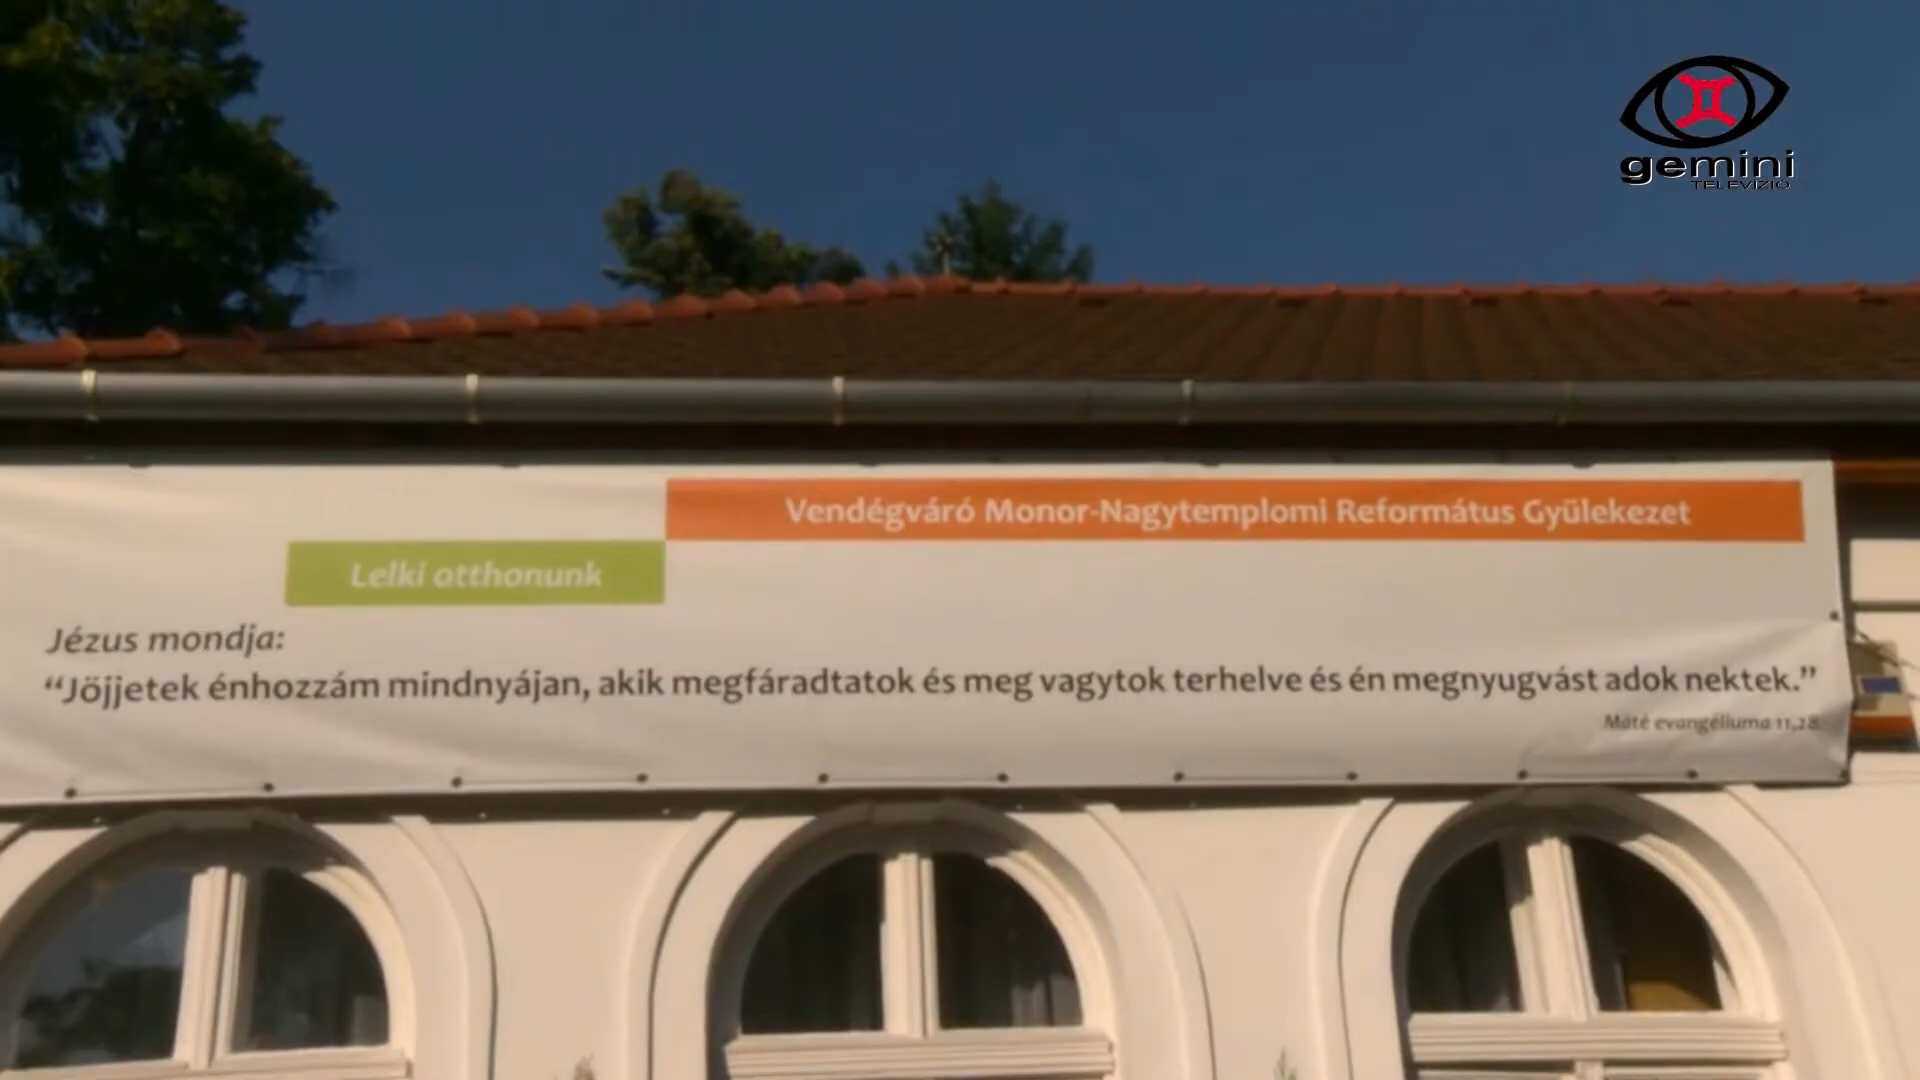 gemini
TELEVÍZIÓ
Vendégváró Monor-Nagytemplomi Református Gyülekezet
Lelki otthonunk
Jézus mondja:
“Jöjjetek énhozzám mindnyájan, akik megfáradtatok és meg vagytok terhelve és én megnyugvást adok nektek.”
Máté evangéliuma 11,28